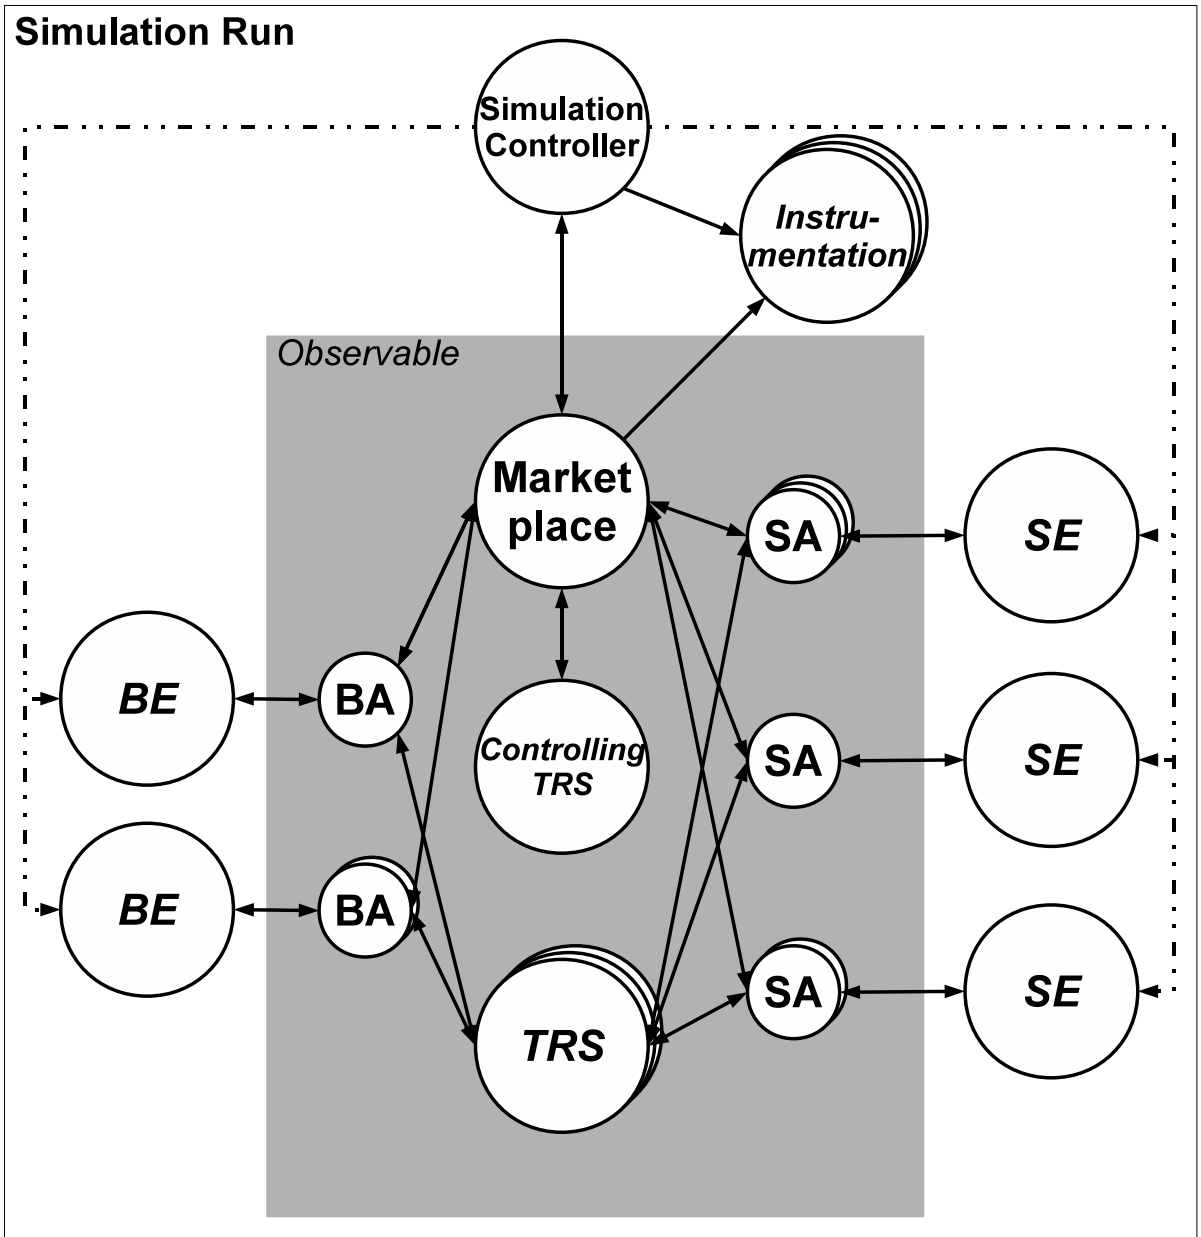 Simulation Run
Simulation
Controller
Instru-
mentation
Observable
Market
place
SA
SE
BE
BA
Controlling
TRS
SA
SE
BE
BA
TRS
SA
SE